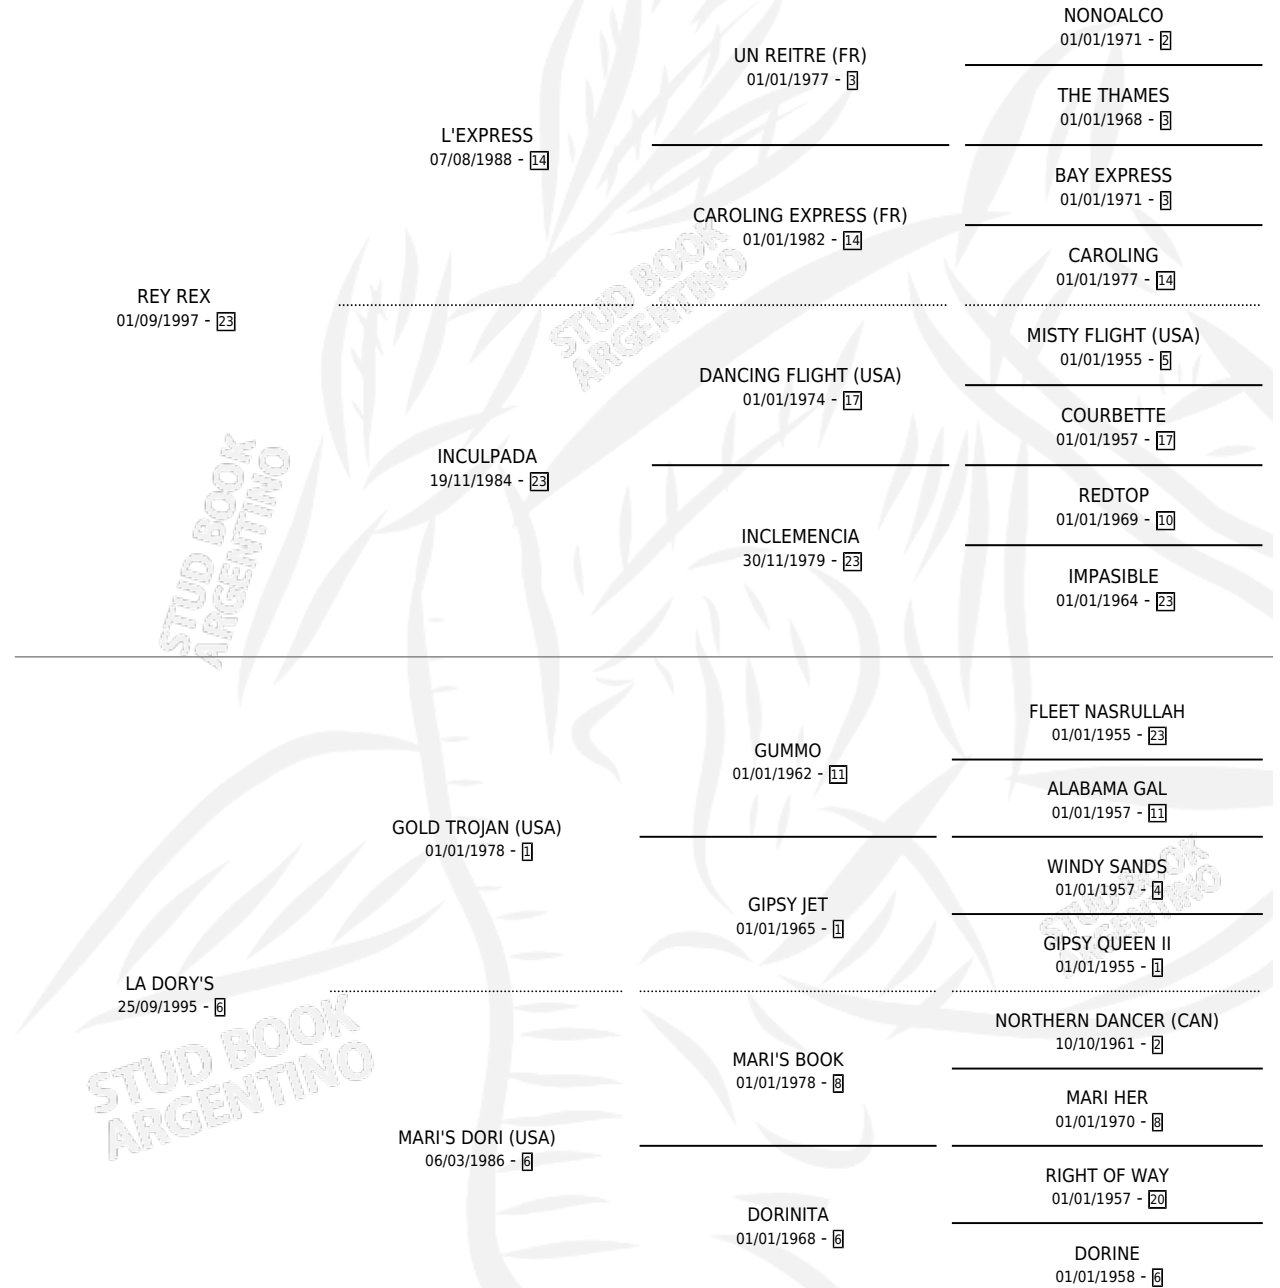 NONOALCO
01/01/1971 - 2
UN REITRE (FR)
01/01/1977 - 3
THE THAMES
01/01/1968 - 3
L'EXPRESS
07/08/1988 - 14
BAY EXPRESS
01/01/1971 - 3
CAROLING EXPRESS (FR)
01/01/1982 - 14
CAROLING
01/01/1977 - 14
REY REX
01/09/1997 - 23
MISTY FLIGHT (USA)
01/01/1955 - 5
DANCING FLIGHT (USA)
01/01/1974 - 17
COURBETTE
01/01/1957 - 17
INCULPADA
19/11/1984 - 23
REDTOP
01/01/1969 - 10
INCLEMENCIA
30/11/1979 - 23
IMPASIBLE
01/01/1964 - 23
FLEET NASRULLAH
01/01/1955 - 23
GUMMO
01/01/1962 - 11
ALABAMA GAL
01/01/1957 - 11
GOLD TROJAN (USA)
01/01/1978 - 1
WINDY SANDS
01/01/1957 - 4
GIPSY JET
01/01/1965 - 1
GIPSY QUEEN II
01/01/1955 - 1
LA DORY'S
25/09/1995 - 6
NORTHERN DANCER (CAN)
10/10/1961 - 2
MARI'S BOOK
01/01/1978 - 8
MARI HER
01/01/1970 - 8
MARI'S DORI (USA)
06/03/1986 - 6
RIGHT OF WAY
01/01/1957 - 20
DORINITA
01/01/1968 - 6
DORINE
01/01/1958 - 6
STUD BOOK
ARGENTINO
STUD BOOK
ARGENTINO
STUD BOOK
ARGENTINO
STUD BOOK
ARGENTINO